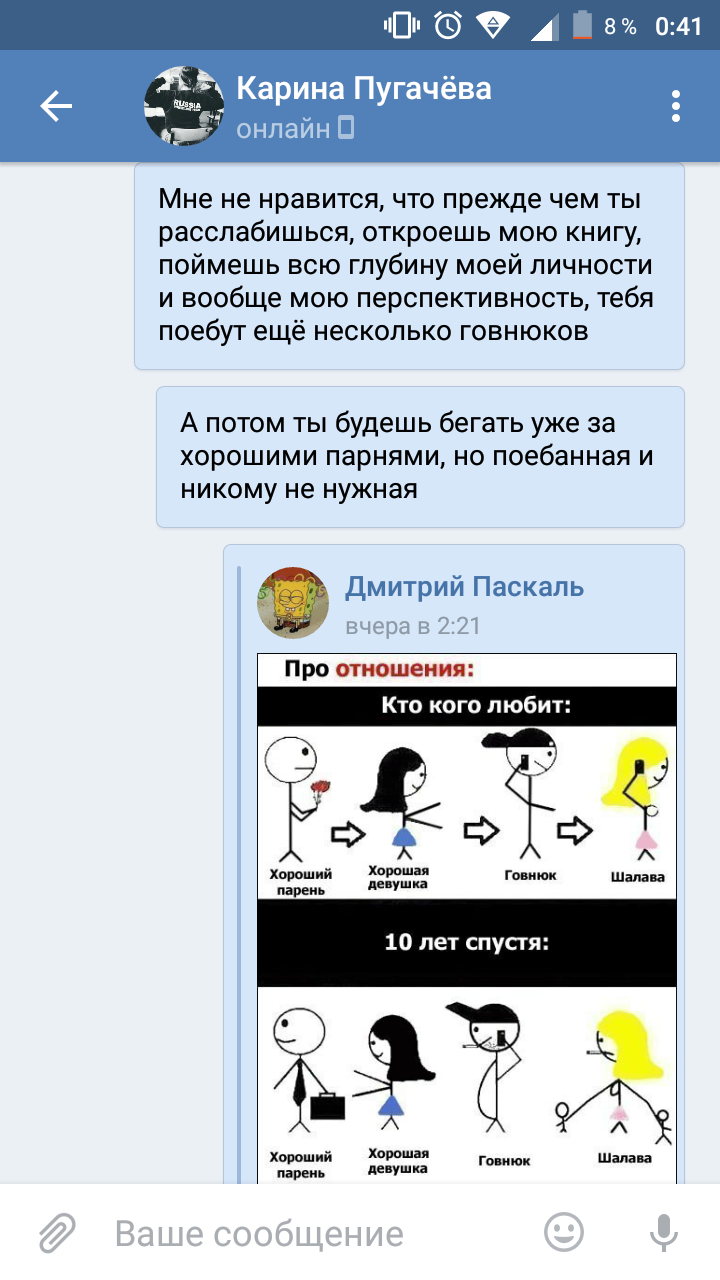 8 % 0:41
Карина Пугачёва
онлайн
RUSSIA
Мне не нравится, что прежде чем ты
расслабишься, откроешь мою книгу,
поймешь всю глубину моей личности
и вообще мою перспективность, тебя
поебут ещё несколько говнюков
А потом ты будешь бегать уже за
хорошими парнями, но поебанная и
никому не нужная
Дмитрий Паскаль
вчера в 2:21
Про отношения:
Кто кого любит:
Хороший
парень
Хорошая
девушка
Говнюк
Шалава
10 лет спустя:
Хороший
парень
Хорошая
девушка
Говнюк
Шалава
Ваше сообщение